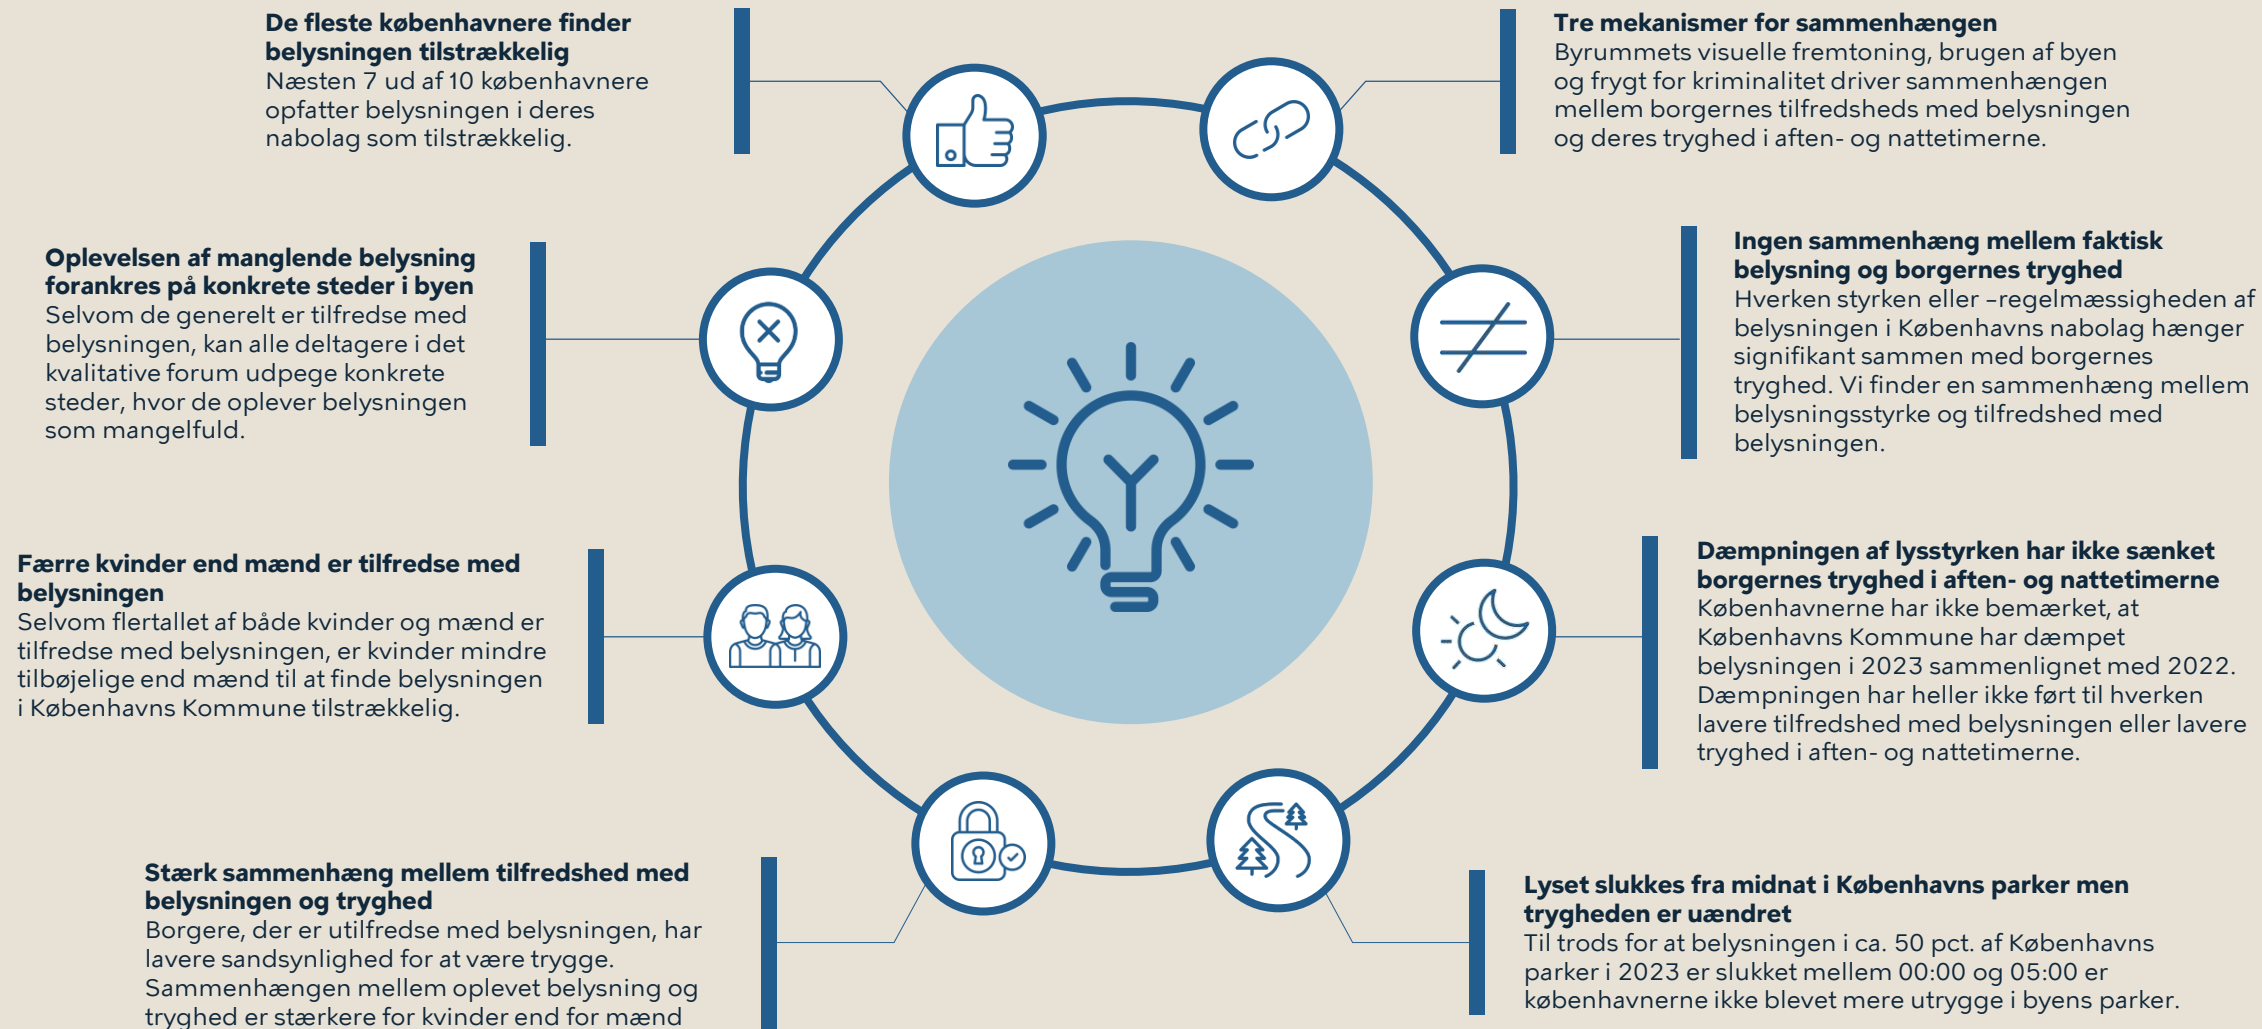 De fleste københavnere finder
belysningen tilstrækkelig
Næsten 7 ud af 10 københavnere
opfatter belysningen i deres
nabolag som tilstrækkelig.
Oplevelsen af manglende belysning
forankres på konkrete steder i byen
Selvom de generelt er tilfredse med
belysningen, kan alle deltagere i det
kvalitative forum udpege konkrete
steder, hvor de oplever belysningen
som mangelfuld.
Færre kvinder end mænd er tilfredse med
belysningen
Selvom flertallet af både kvinder og mænd er
tilfredse med belysningen, er kvinder mindre
tilbøjelige end mænd til at finde belysningen
i Københavns Kommune tilstrækkelig.
Stærk sammenhæng mellem tilfredshed med
belysningen og tryghed
Borgere, der er utilfredse med belysningen, har
lavere sandsynlighed for at være trygge.
Sammenhængen mellem oplevet belysning og
tryghed er stærkere for kvinder end for mænd
Tre mekanismer for sammenhængen
Byrummets visuelle fremtoning, brugen af byen
og frygt for kriminalitet driver sammenhængen
mellem borgernes tilfredsheds med belysningen
og deres tryghed i aften- og nattetimerne.
Ingen sammenhæng mellem faktisk
belysning og borgernes tryghed
Hverken styrken eller –regelmæssigheden af
belysningen i Københavns nabolag hænger
signifikant sammen med borgernes
tryghed. Vi finder en sammenhæng mellem
belysningsstyrke og tilfredshed med
belysningen.
Dæmpningen af lysstyrken har ikke sænket
borgernes tryghed i aften- og nattetimerne
Københavnerne har ikke bemærket, at
Københavns Kommune har dæmpet
belysningen i 2023 sammenlignet med 2022.
Dæmpningen har heller ikke ført til hverken
lavere tilfredshed med belysningen eller lavere
tryghed i aften- og nattetimerne.
Lyset slukkes fra midnat i Københavns parker men
trygheden er uændret
Til trods for at belysningen i ca. 50 pct. af Københavns
parker i 2023 er slukket mellem 00:00 og 05:00 er
københavnerne ikke blevet mere utrygge i byens parker.